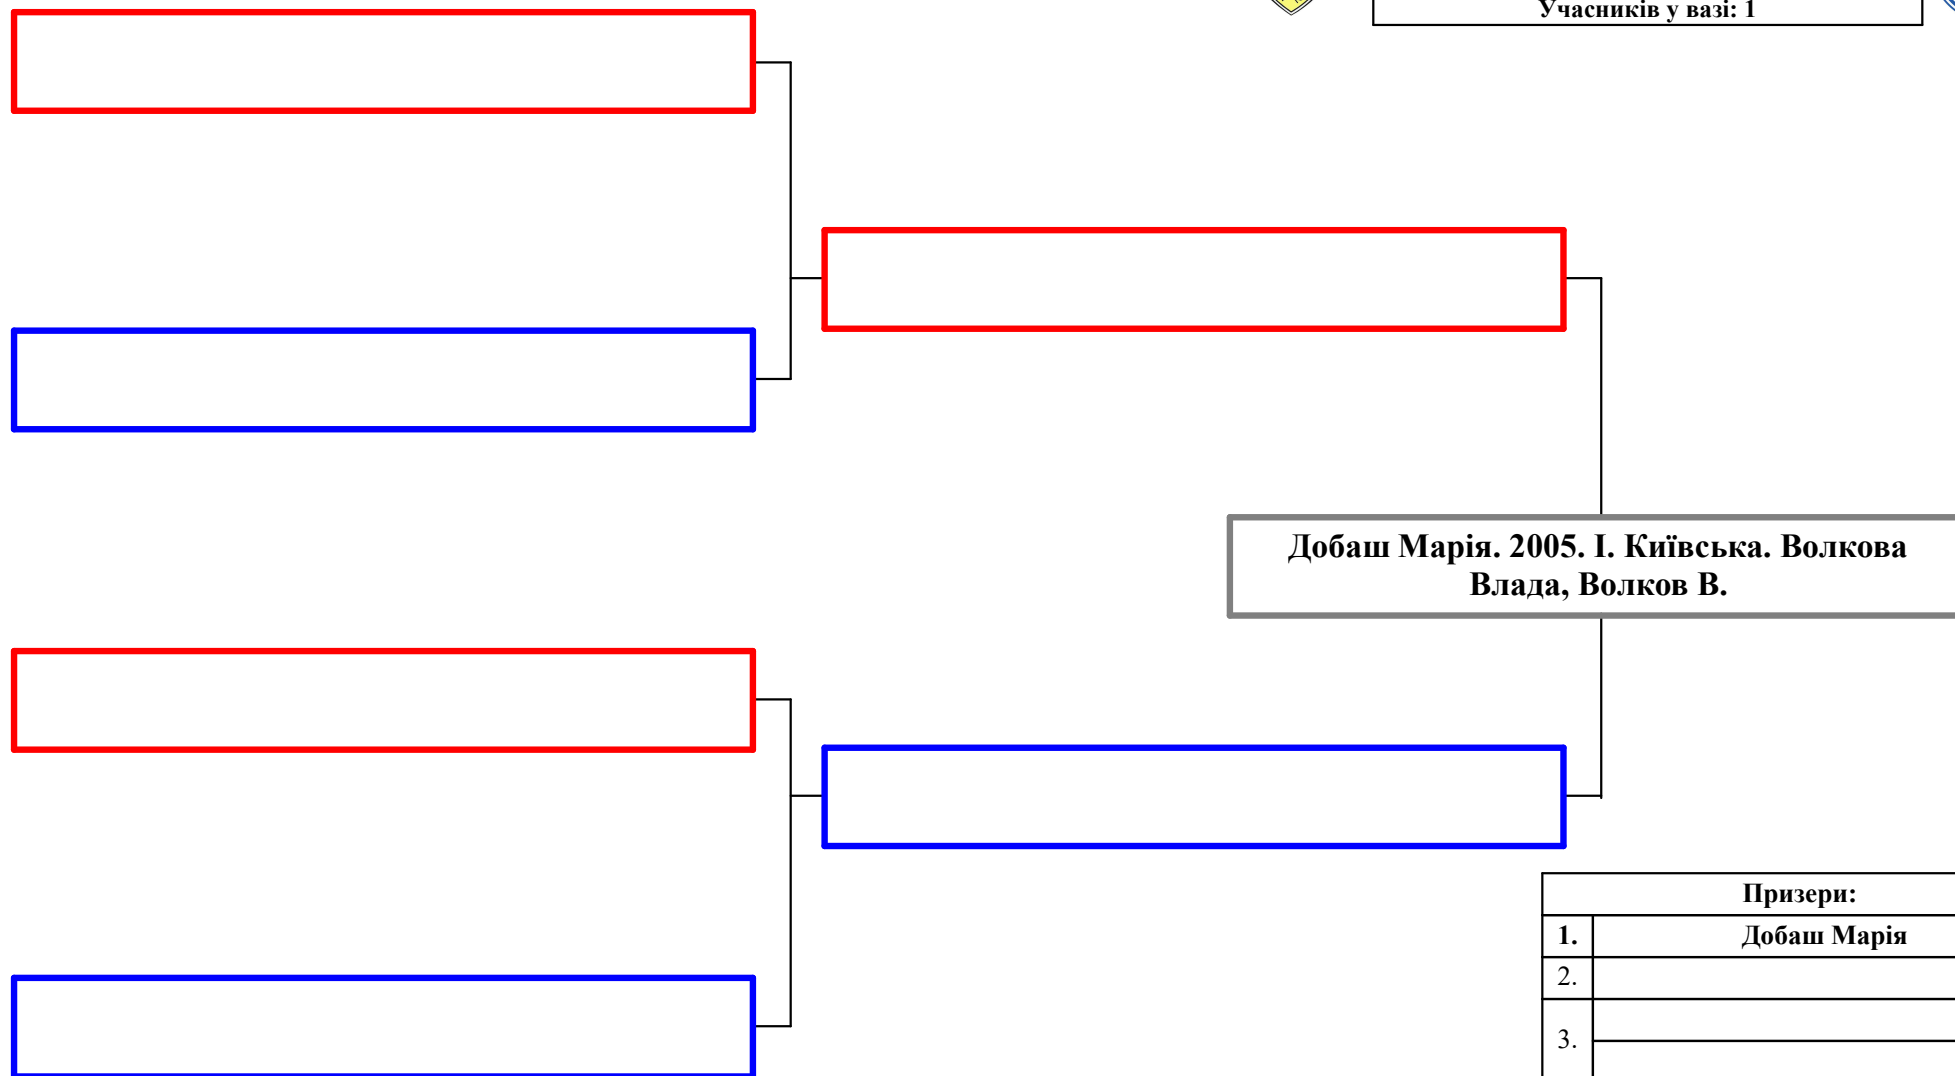 Учасників у вазі: 1
Добаш Марія. 2005. І. Київська. Волкова
Влада, Волков В.
Призери:
1. Добаш Марія
2.
3.